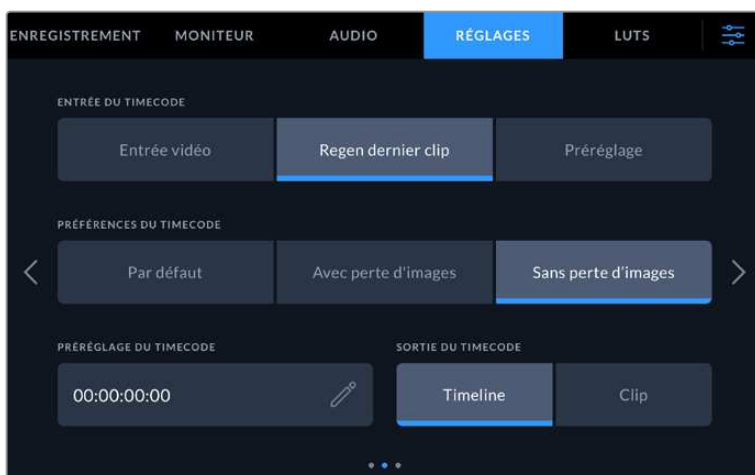 ENREGISTREMENT MONITEUR AUDIO RÉGLAGES LUTS
ENTRÉE DU TIMECODE
Entrée vidéo Regen dernier clip Préréglage
PRÉFÉRENCES DU TIMECODE
Par défaut Avec perte d'images Sans perte d'images
PRÉRÉGLAGE DU TIMECODE SORTIE DU TIMECODE
00:00:00:00 Timeline Clip